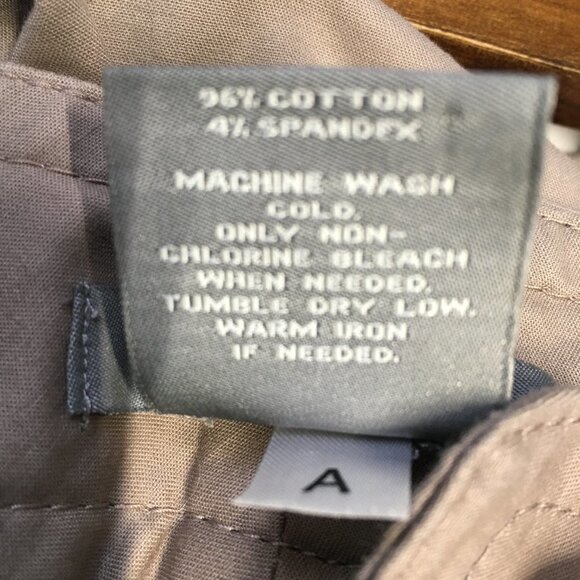 96% COTTON
4% SPANDEX
MACHINE WASH
COLD.
ONLY NON-
CHLORINE BLEACH
WHEN NEEDED.
TUMBLE DRY LOW.
WARM IRON
IF NEEDED.
A